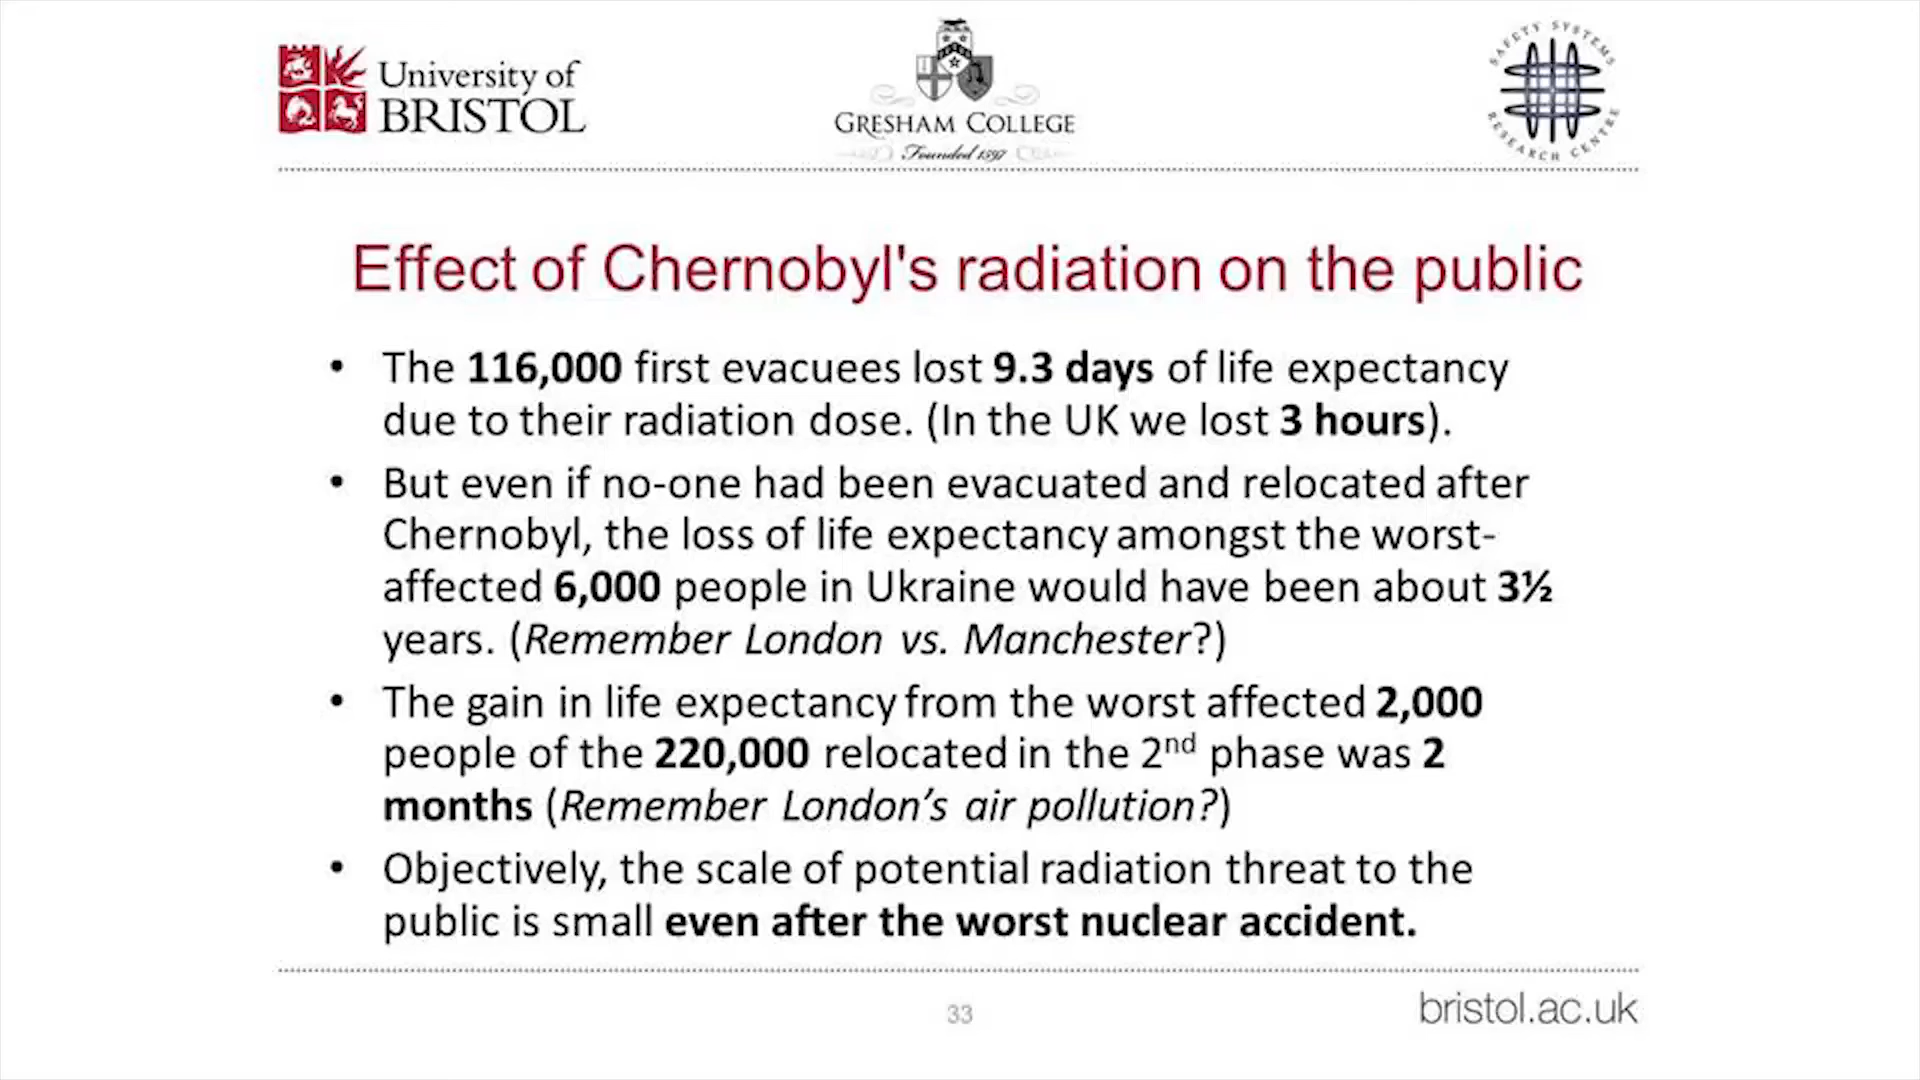 University of
BRISTOL
GRESHAM COLLEGE
Founded 1597
SAFETY SYSTEMS
RESEARCH CENTRE
Effect of Chernobyl's radiation on the public
• The 116,000 first evacuees lost 9.3 days of life expectancy
due to their radiation dose. (In the UK we lost 3 hours).
• But even if no-one had been evacuated and relocated after
Chernobyl, the loss of life expectancy amongst the worst-
affected 6,000 people in Ukraine would have been about 3½
years. (Remember London vs. Manchester?)
• The gain in life expectancy from the worst affected 2,000
people of the 220,000 relocated in the 2nd phase was 2
months (Remember London’s air pollution?)
• Objectively, the scale of potential radiation threat to the
public is small even after the worst nuclear accident.
33
bristol.ac.uk